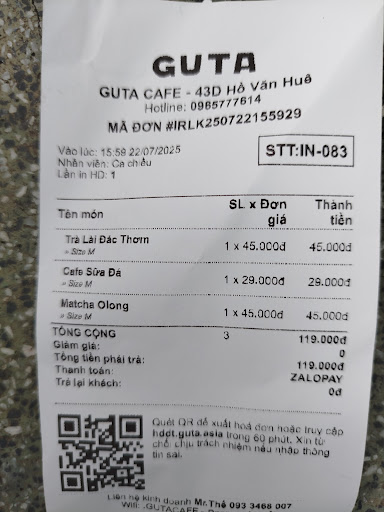 GUTA
GUTA CAFE - 43D Hồ Văn Huê
Hotline: 0985777614
MÃ ĐƠN #IRLK250722155929
Vào lúc: 15:59 22/07/2025
Nhân viên: Ca chiều
Lần in HD: 1
STT:IN-083
Tên món SL x Đơn giá Thành tiền
Trà Lài Đác Thơm 1 x 45.000đ 45.000đ
» Size M
Cafe Sữa Đá 1 x 29.000đ 29.000đ
» Size M
Matcha Olong 1 x 45.000đ 45.000đ
» Size M
TỔNG CỘNG 3 119.000đ
Giảm giá: 0
Tổng tiền phải trả: 119.000đ
Thanh toán: ZALOPAY
Trả lại khách: 0đ
Quét QR để xuất hoá đơn hoặc truy cập
hddt.guta.asia trong 60 phút. Xin từ
chối chịu trách nhiệm nếu nhập thông
tin sai.
Liên hệ kinh doanh Mr.Thể 093 3468 007
Wifi: .GUTACAFE -